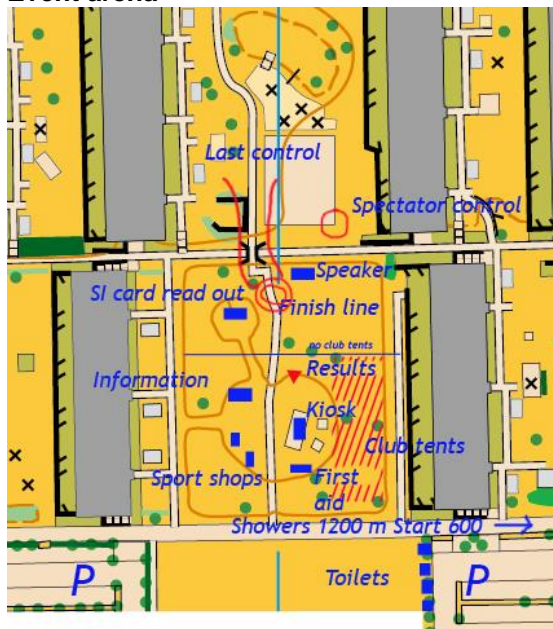 Event arena
Last control
Spectator control
Speaker
SI card read out
Finish line
no club tents
Information
Results
Kiosk
Club tents
Sport shops
First
aid
Showers 1200 m Start 600
P
Toilets
P